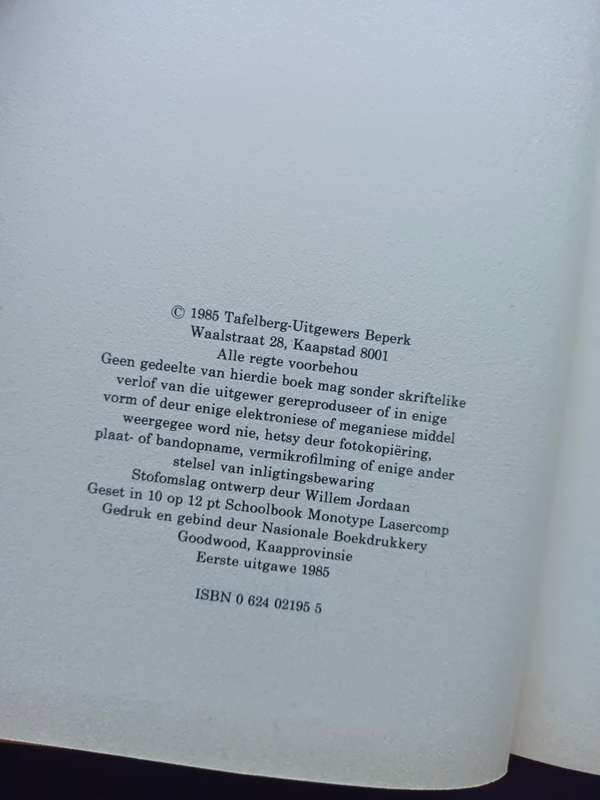 © 1985 Tafelberg-Uitgewers Beperk
Waalstraat 28, Kaapstad 8001
Alle regte voorbehou
Geen gedeelte van hierdie boek mag sonder skriftelike
verlof van die uitgewer gereproduseer of in enige
vorm of deur enige elektroniese of meganiese middel
weergegee word nie, hetsy deur fotokopiëring,
plaat- of bandopname, vermikrofilming of enige ander
stelsel van inligtingsbewaring
Stofomslag ontwerp deur Willem Jordaan
Geset in 10 op 12 pt Schoolbook Monotype Lasercomp
Gedruk en gebind deur Nasionale Boekdrukkery
Goodwood, Kaapprovinsie
Eerste uitgawe 1985
ISBN 0 624 02195 5